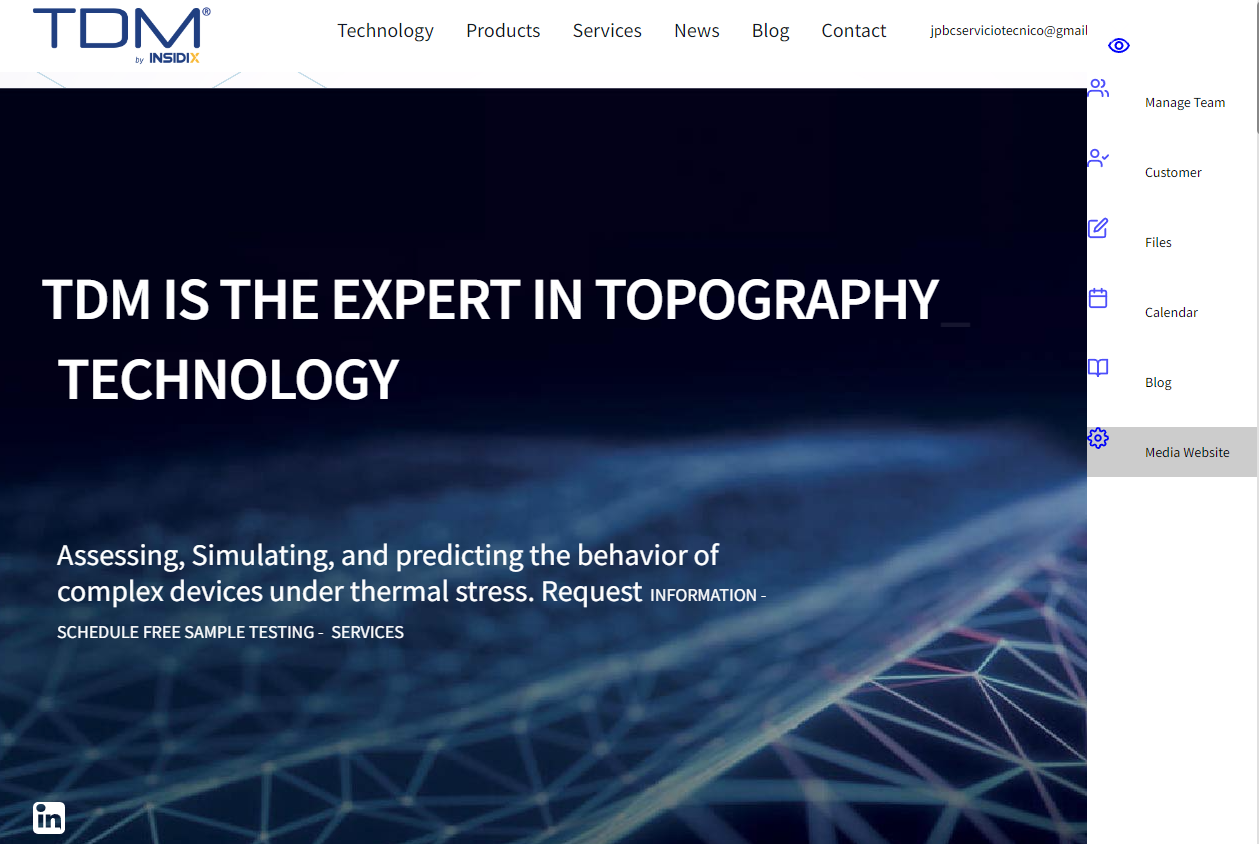 TDM®
by INSIDIX
Technology Products Services News Blog Contact jpbcserviciotecnico@gmail
Manage Team
Customer
Files
Calendar
Blog
Media Website
TDM IS THE EXPERT IN TOPOGRAPHY_
TECHNOLOGY
Assessing, Simulating, and predicting the behavior of
complex devices under thermal stress. Request INFORMATION -
SCHEDULE FREE SAMPLE TESTING - SERVICES
in